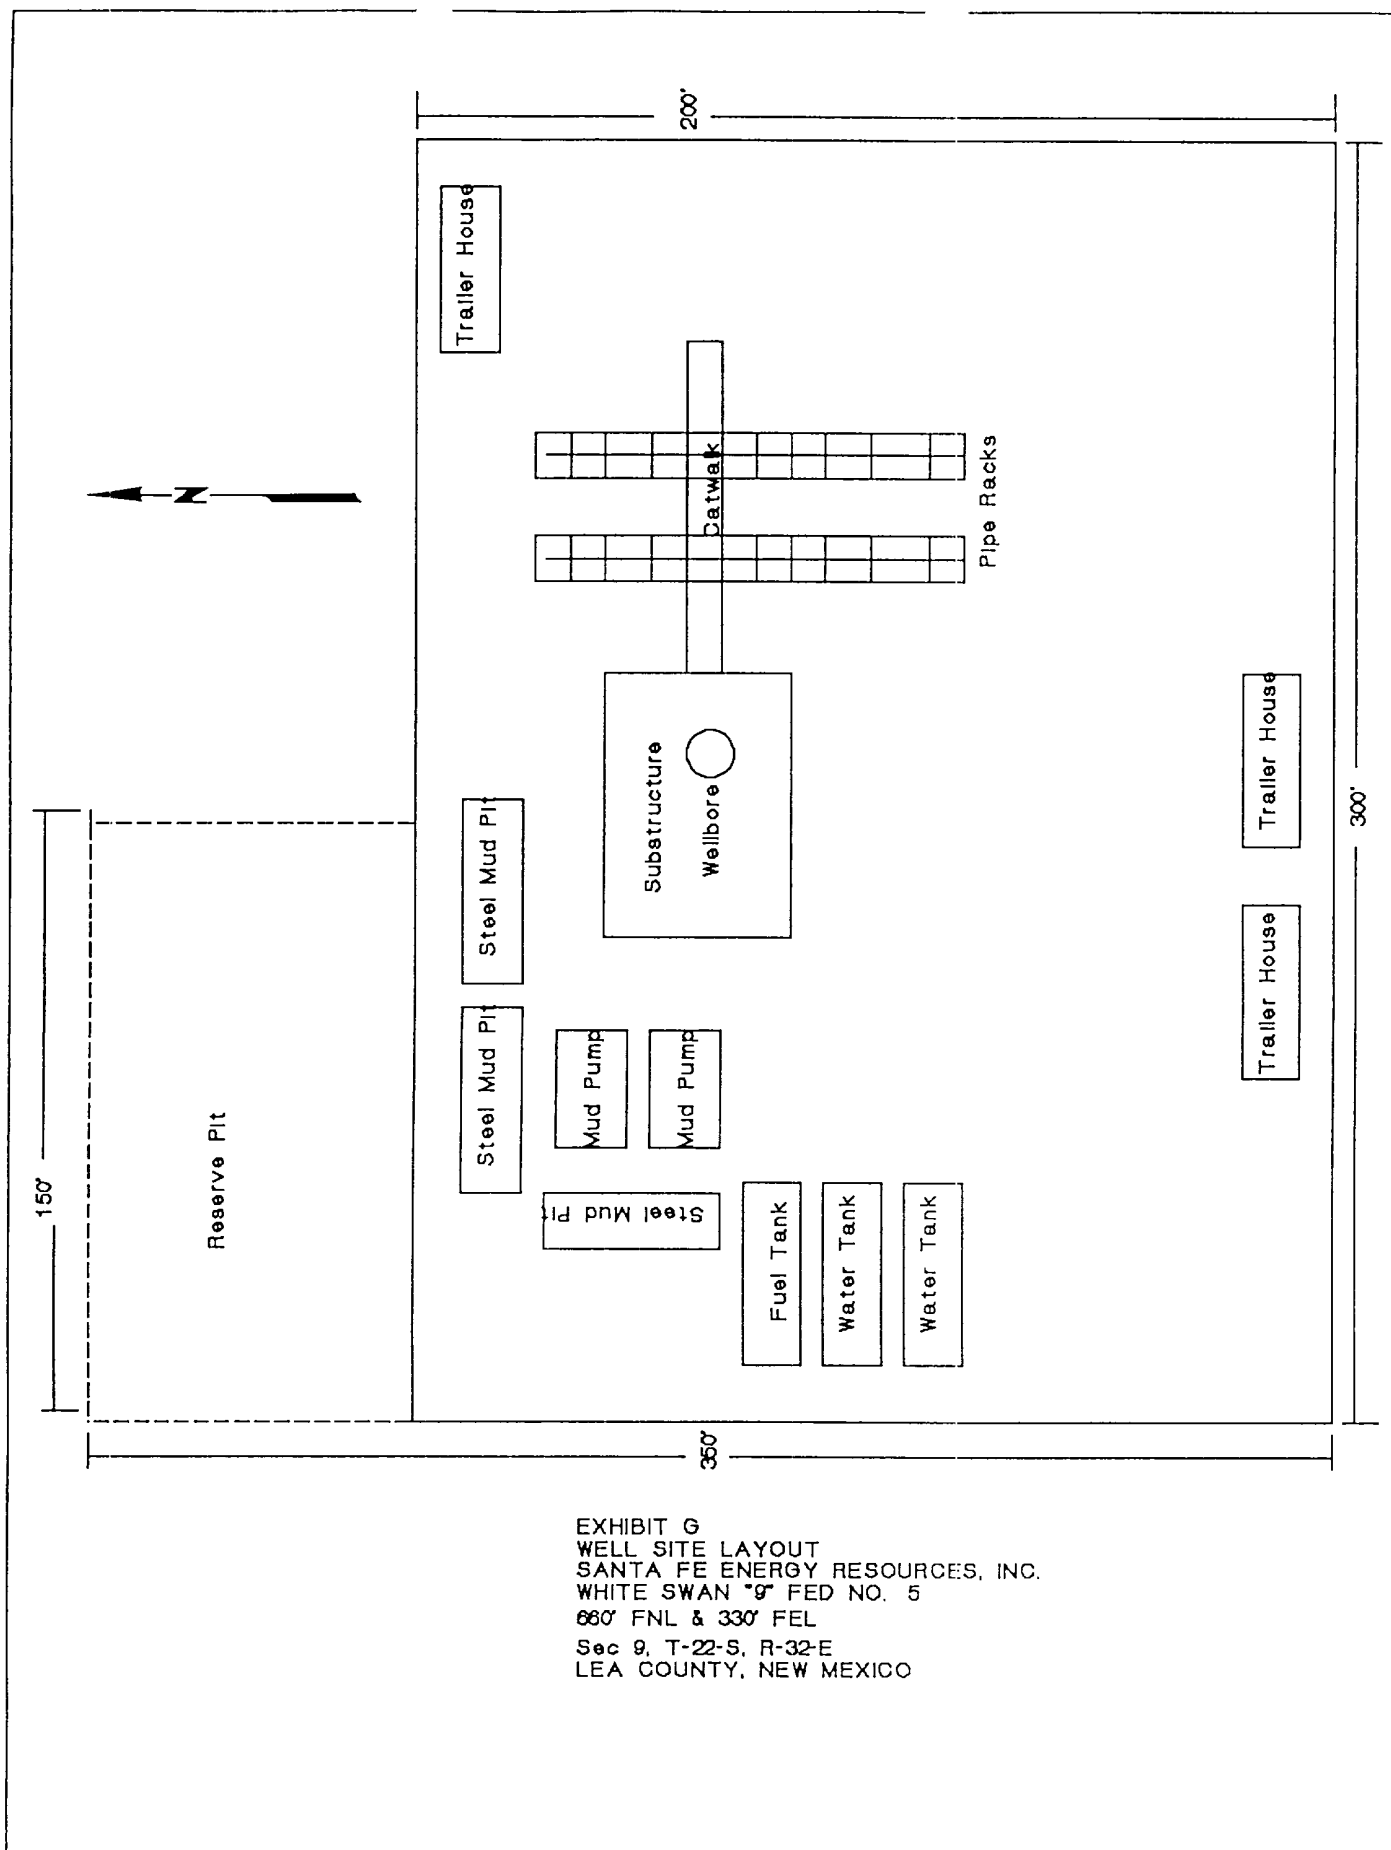 200'
Trailer House
N
Catwalk
Pipe Racks
Substructure
Wellbore
Steel Mud Pit
Trailer House
300'
150'
Reserve Pit
Steel Mud Pit
Mud Pump
Mud Pump
Trailer House
Steel Mud Pit
Fuel Tank
Water Tank
Water Tank
350'
EXHIBIT G
WELL SITE LAYOUT
SANTA FE ENERGY RESOURCES, INC.
WHITE SWAN "9" FED NO. 5
660' FNL & 330' FEL
Sec 9, T-22-S, R-32-E
LEA COUNTY, NEW MEXICO